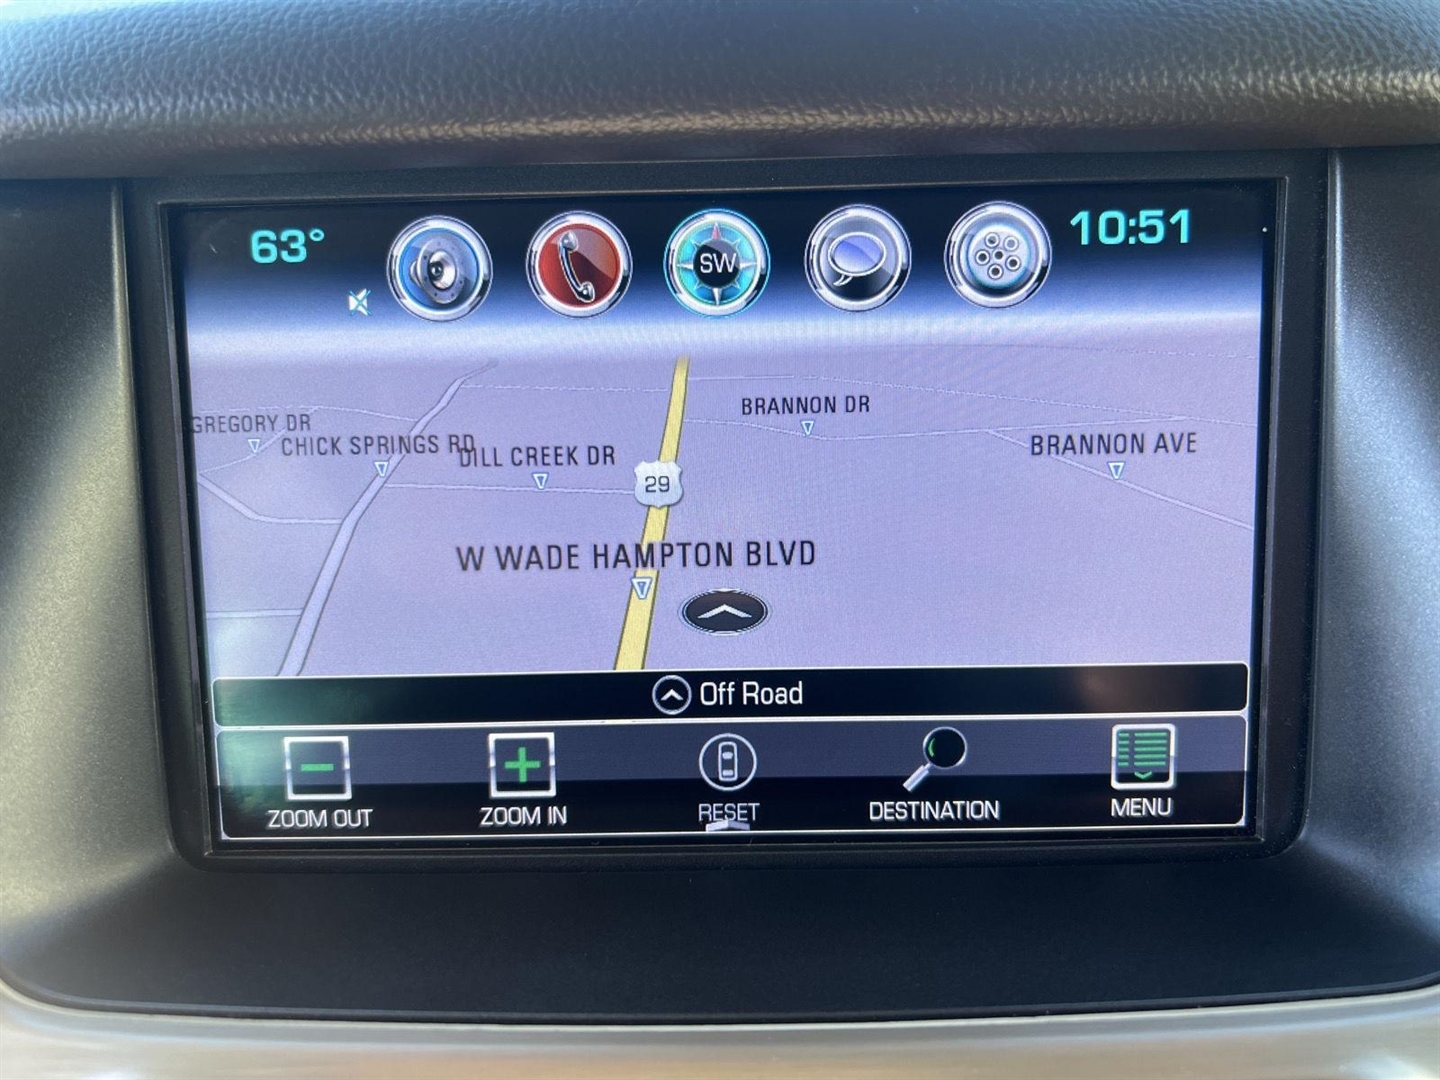 63°
SW
10:51
GREGORY DR
CHICK SPRINGS RD
DILL CREEK DR
BRANNON DR
BRANNON AVE
29
W WADE HAMPTON BLVD
Off Road
ZOOM OUT
ZOOM IN
RESET
DESTINATION
MENU